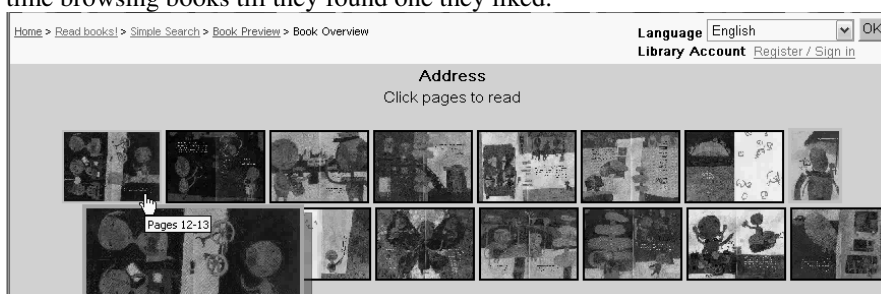 time browsing books till they found one they liked.
Home > Read books! > Simple Search > Book Preview > Book Overview
Language English OK
Library Account Register / Sign in
Address
Click pages to read
Pages 12-13